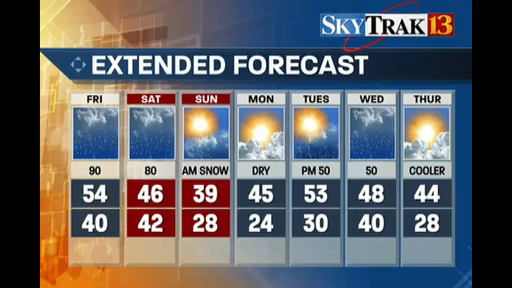 SKYTRAK 13
EXTENDED FORECAST
FRI SAT SUN MON TUES WED THUR
90 80 AM SNOW DRY PM 50 50 COOLER
54 46 39 45 53 48 44
40 42 28 24 30 40 28